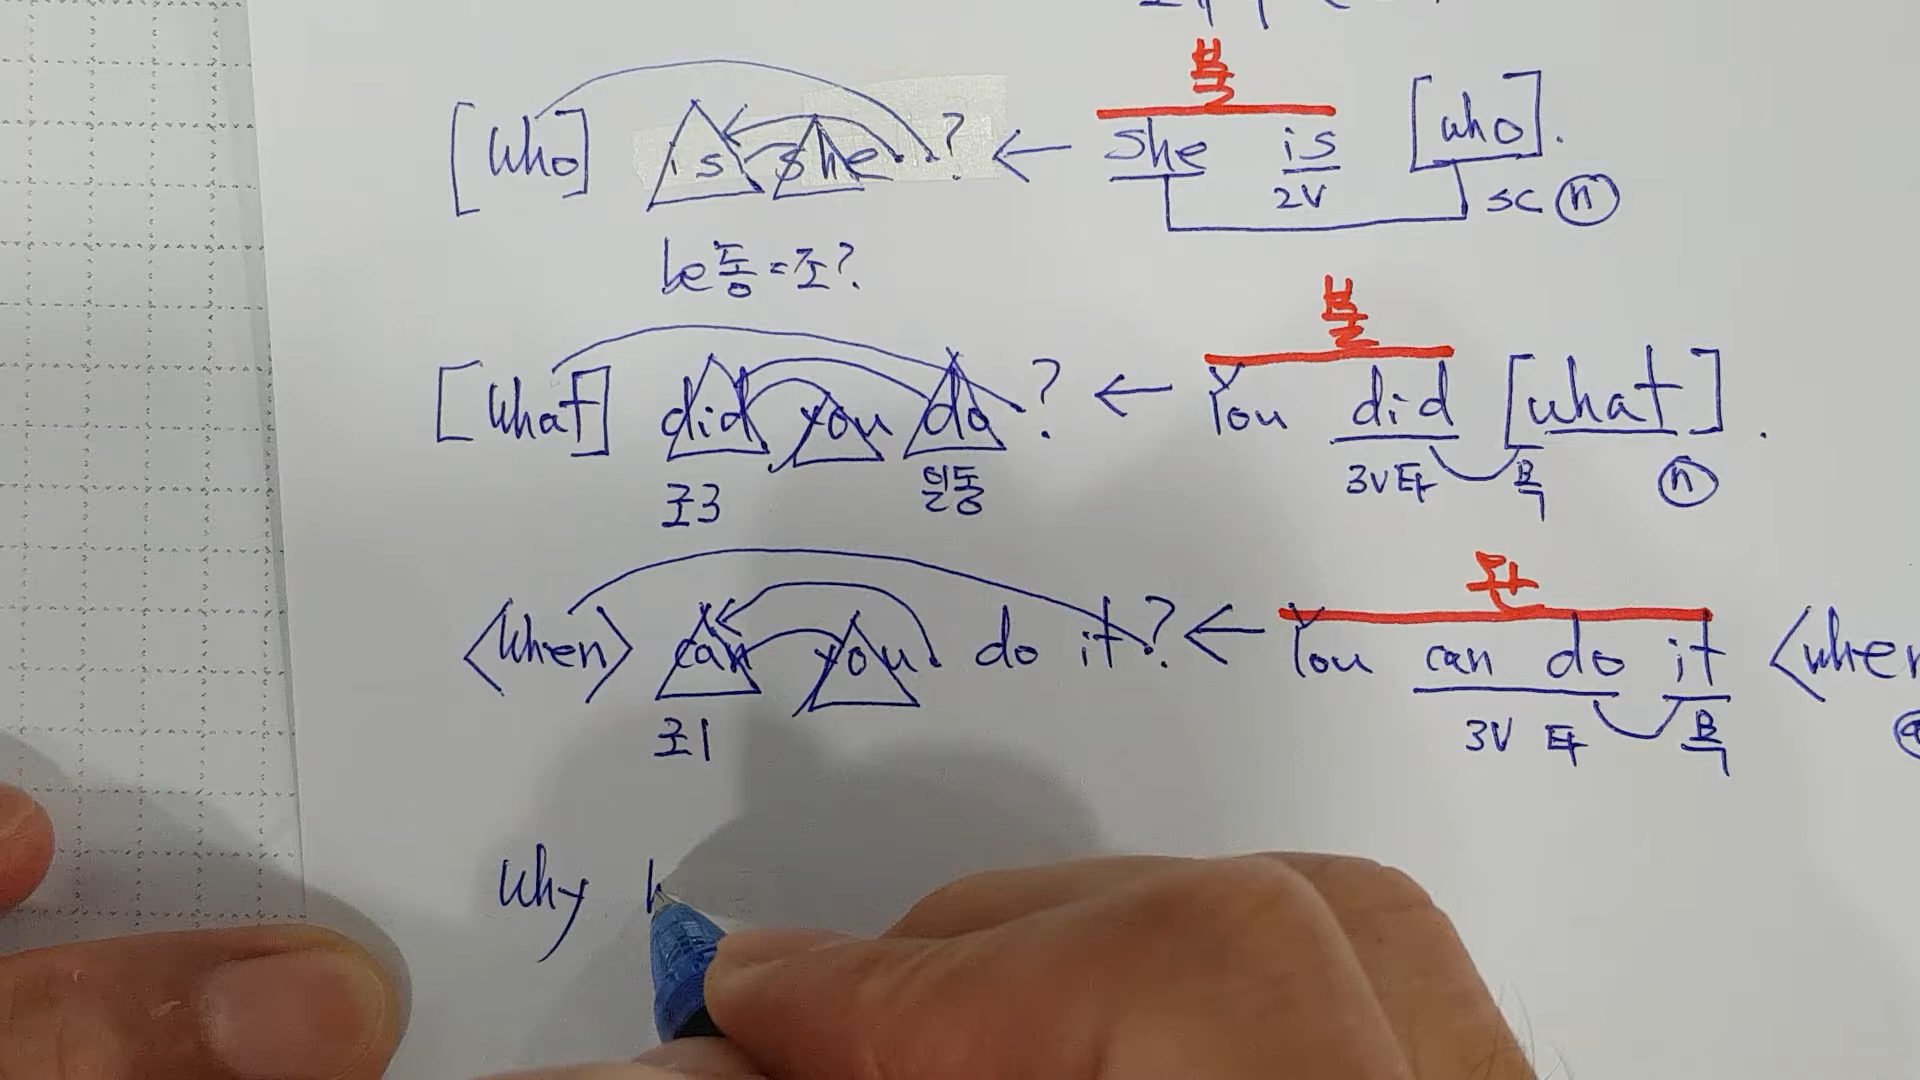 불
[Who] is she? ← She is [who].
2V SC n
be동=조?
불
[What] did you do? ← You did [what].
조3 일동 3V타 목 n
완
<When> can you do it? ← You can do it <when
조1 3V 타 목
Why